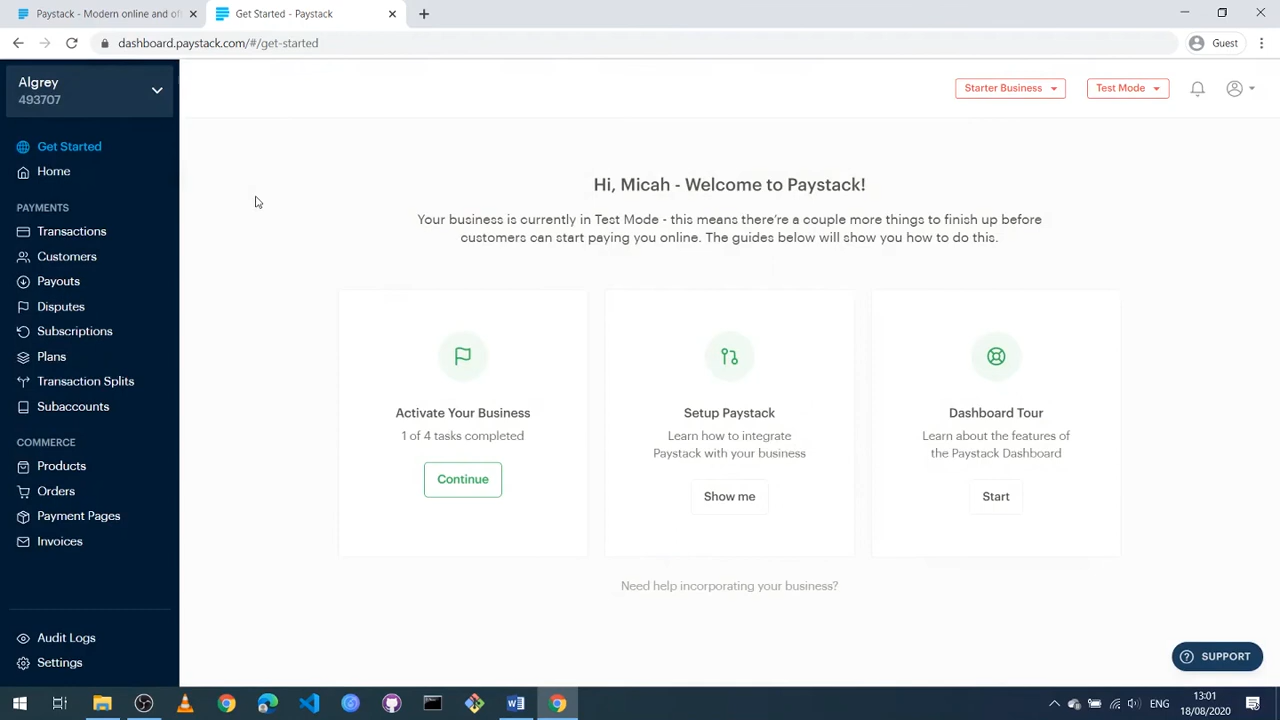 Paystack - Modern online and of
Get Started - Paystack
dashboard.paystack.com/#/get-started
Guest
Algrey
493707
Starter Business
Test Mode
Get Started
Home
PAYMENTS
Transactions
Customers
Payouts
Disputes
Subscriptions
Plans
Transaction Splits
Subaccounts
COMMERCE
Products
Orders
Payment Pages
Invoices
Audit Logs
Settings
Hi, Micah - Welcome to Paystack!
Your business is currently in Test Mode - this means there're a couple more things to finish up before
customers can start paying you online. The guides below will show you how to do this.
Activate Your Business
1 of 4 tasks completed
Continue
Setup Paystack
Learn how to integrate
Paystack with your business
Show me
Dashboard Tour
Learn about the features of
the Paystack Dashboard
Start
Need help incorporating your business?
SUPPORT
ENG
13:01
18/08/2020